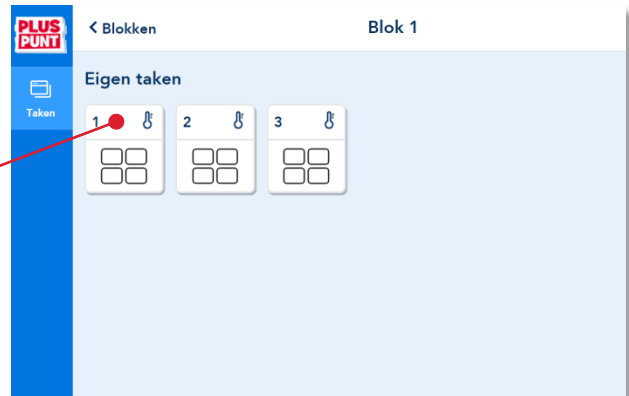 PLUS
PUNT
Blokken
Blok 1
Taken
Eigen taken
1
2
3